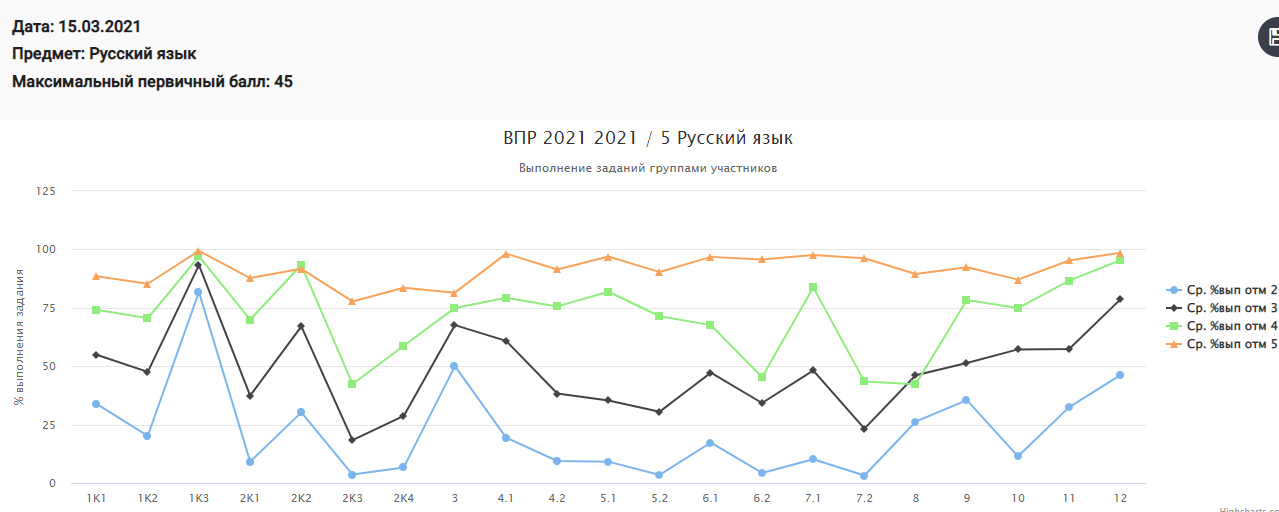 Дата: 15.03.2021
Предмет: Русский язык
Максимальный первичный балл: 45
ВПР 2021 2021 / 5 Русский язык
Выполнение заданий группами участников
% выполнения задания
125
100
75
50
25
0
1К1 1К2 1К3 2К1 2К2 2К3 2К4 3 4.1 4.2 5.1 5.2 6.1 6.2 7.1 7.2 8 9 10 11 12
Ср. %вып отм 2
Ср. %вып отм 3
Ср. %вып отм 4
Ср. %вып отм 5